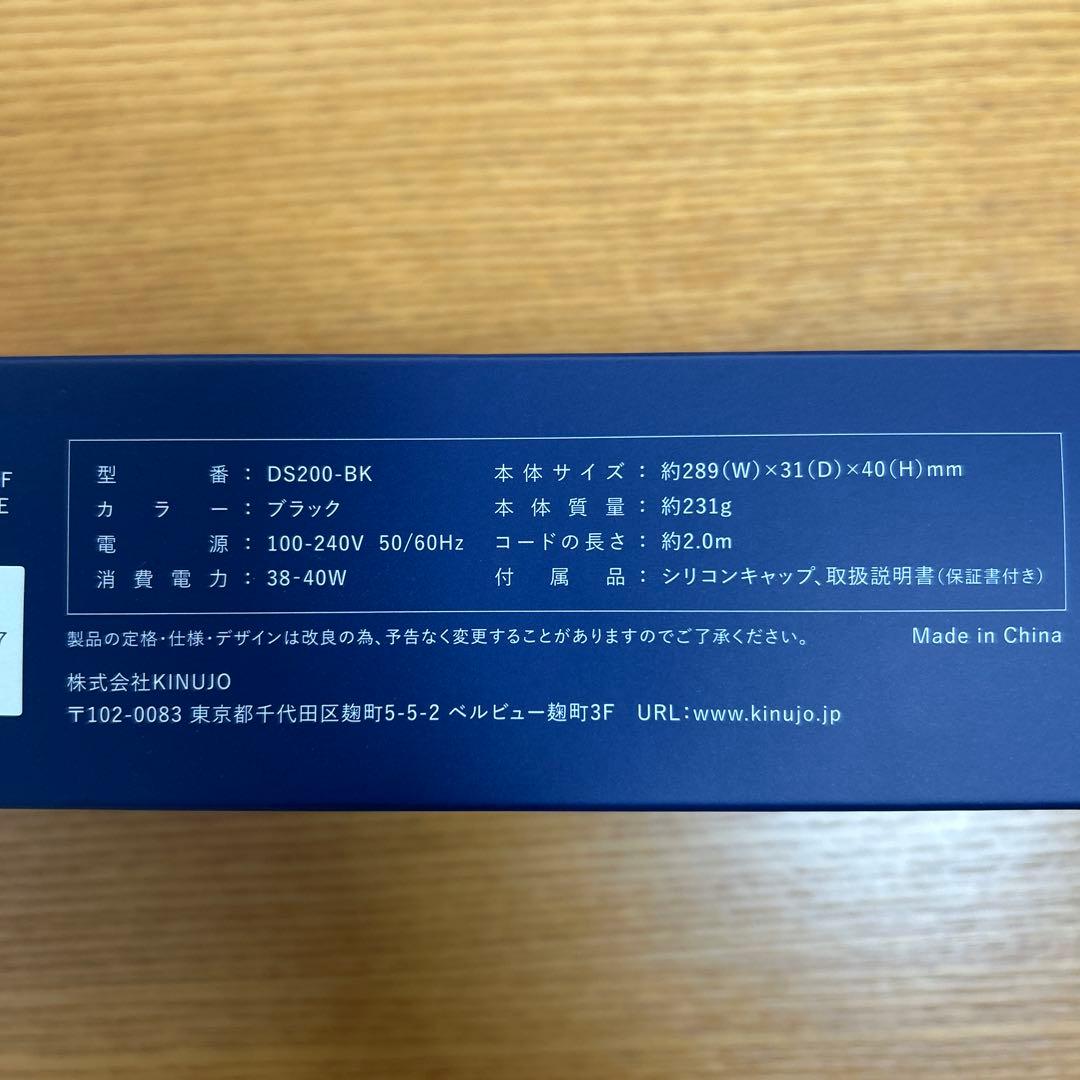 F
E
7
型番：DS200-BK
カラー：ブラック
電源：100-240V 50/60Hz
消費電力：38-40W
本体サイズ：約289(W)×31(D)×40(H)mm
本体質量：約231g
コードの長さ：約2.0m
付属品：シリコンキャップ、取扱説明書(保証書付き)
製品の定格・仕様・デザインは改良の為、予告なく変更することがありますのでご了承ください。
Made in China
株式会社KINUJO
〒102-0083 東京都千代田区麹町5-5-2 ベルビュー麹町3F URL：www.kinujo.jp